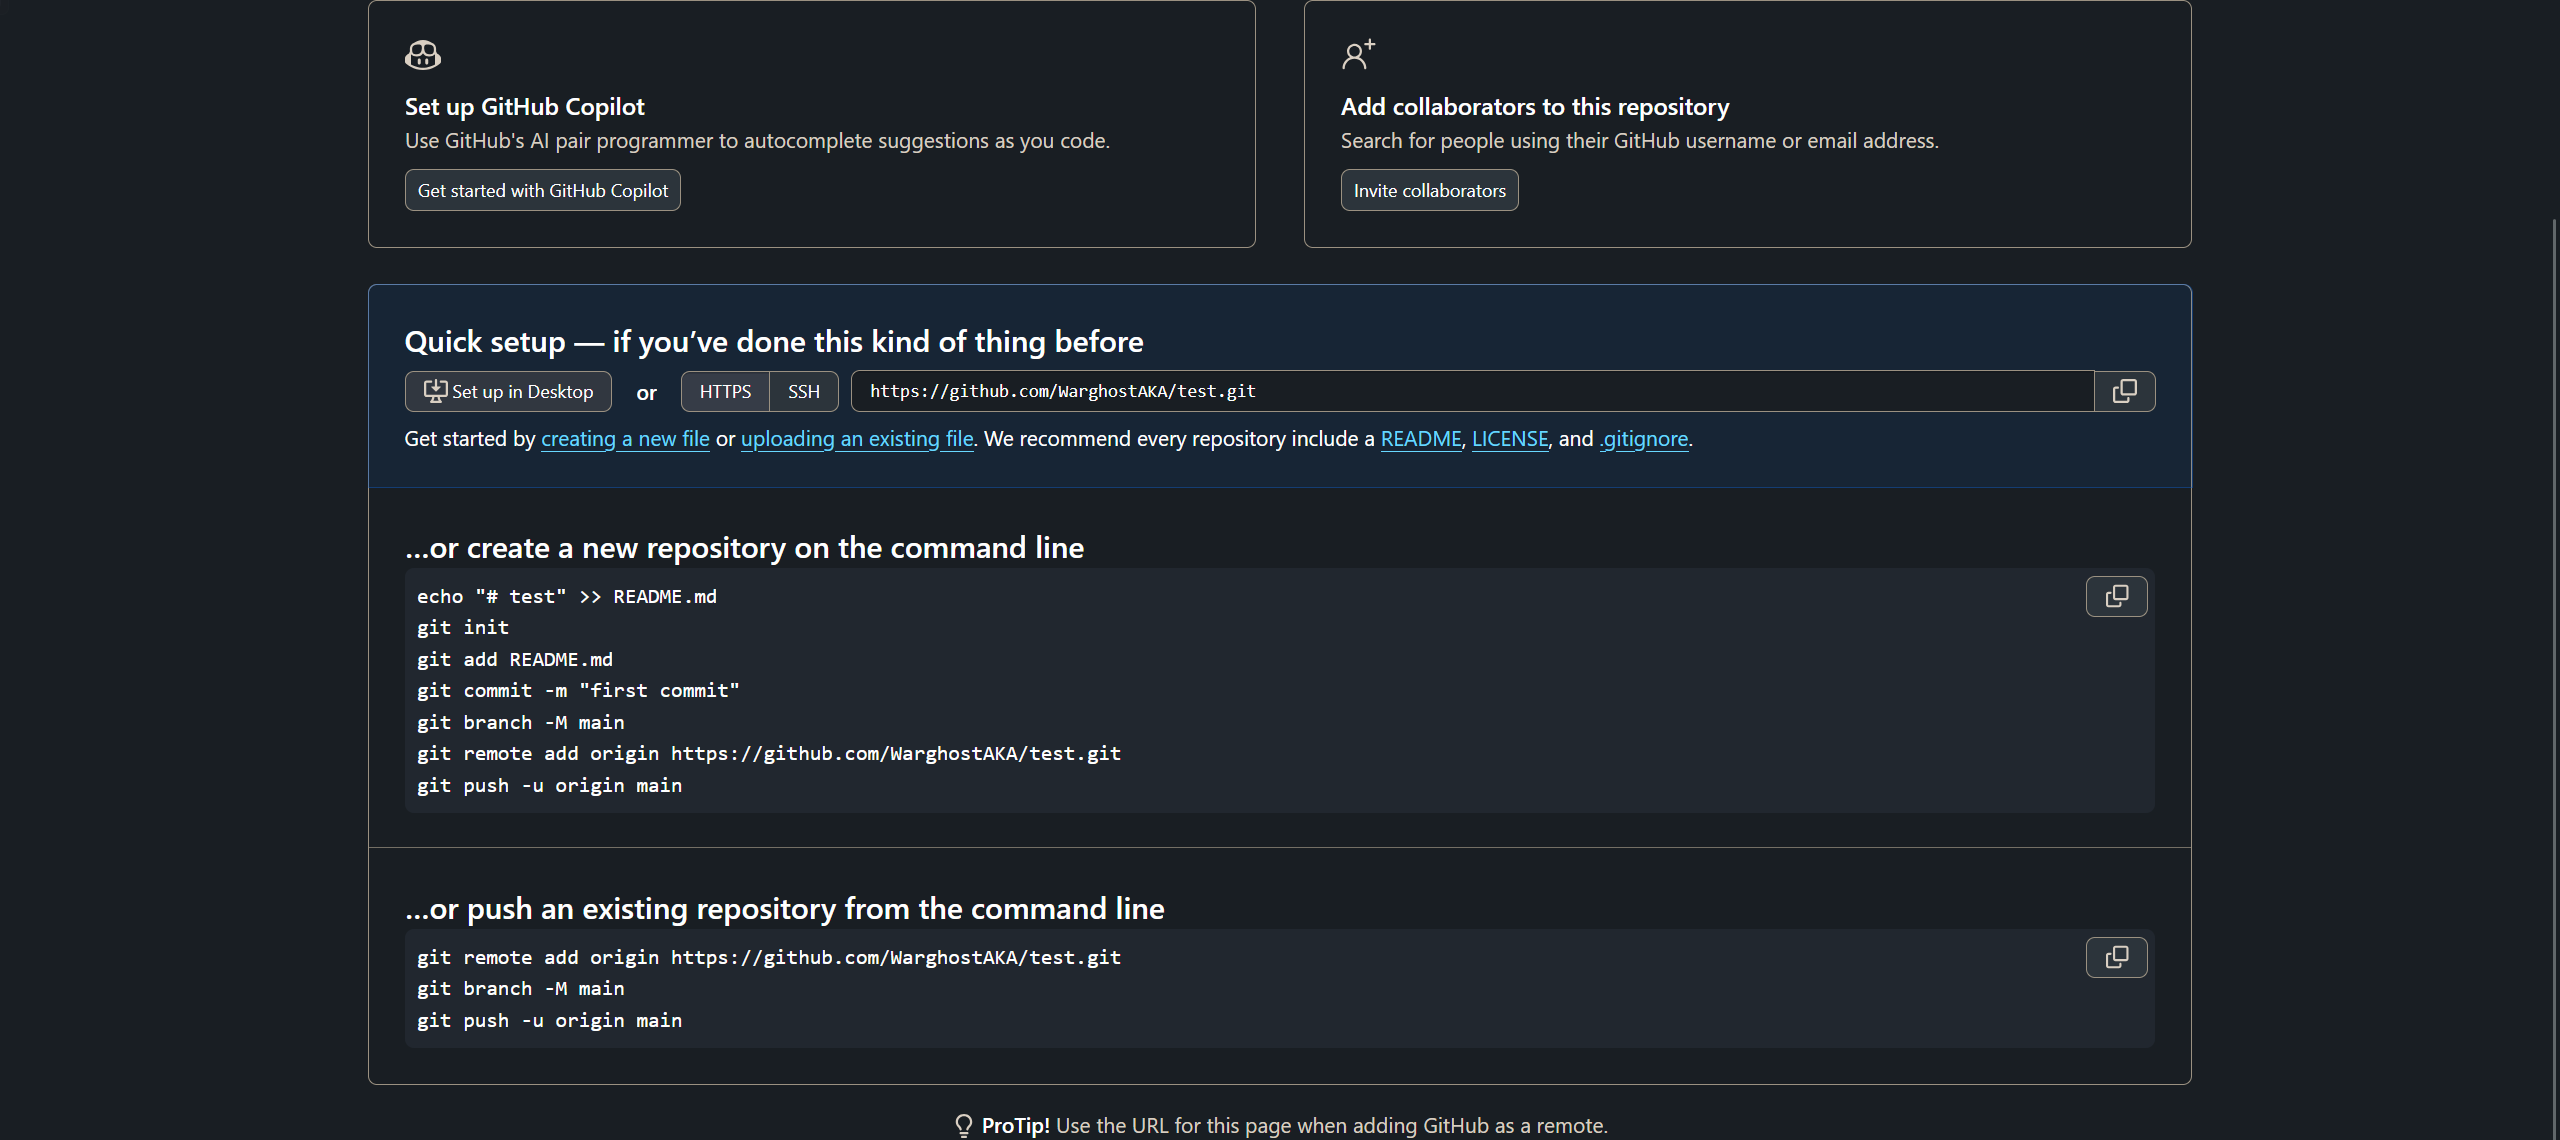 Set up GitHub Copilot
Use GitHub's AI pair programmer to autocomplete suggestions as you code.
Get started with GitHub Copilot
Add collaborators to this repository
Search for people using their GitHub username or email address.
Invite collaborators
Quick setup — if you’ve done this kind of thing before
Set up in Desktop or HTTPS SSH https://github.com/WarghostAKA/test.git
Get started by creating a new file or uploading an existing file. We recommend every repository include a README, LICENSE, and .gitignore.
…or create a new repository on the command line
echo "# test" >> README.md
git init
git add README.md
git commit -m "first commit"
git branch -M main
git remote add origin https://github.com/WarghostAKA/test.git
git push -u origin main
…or push an existing repository from the command line
git remote add origin https://github.com/WarghostAKA/test.git
git branch -M main
git push -u origin main
ProTip! Use the URL for this page when adding GitHub as a remote.